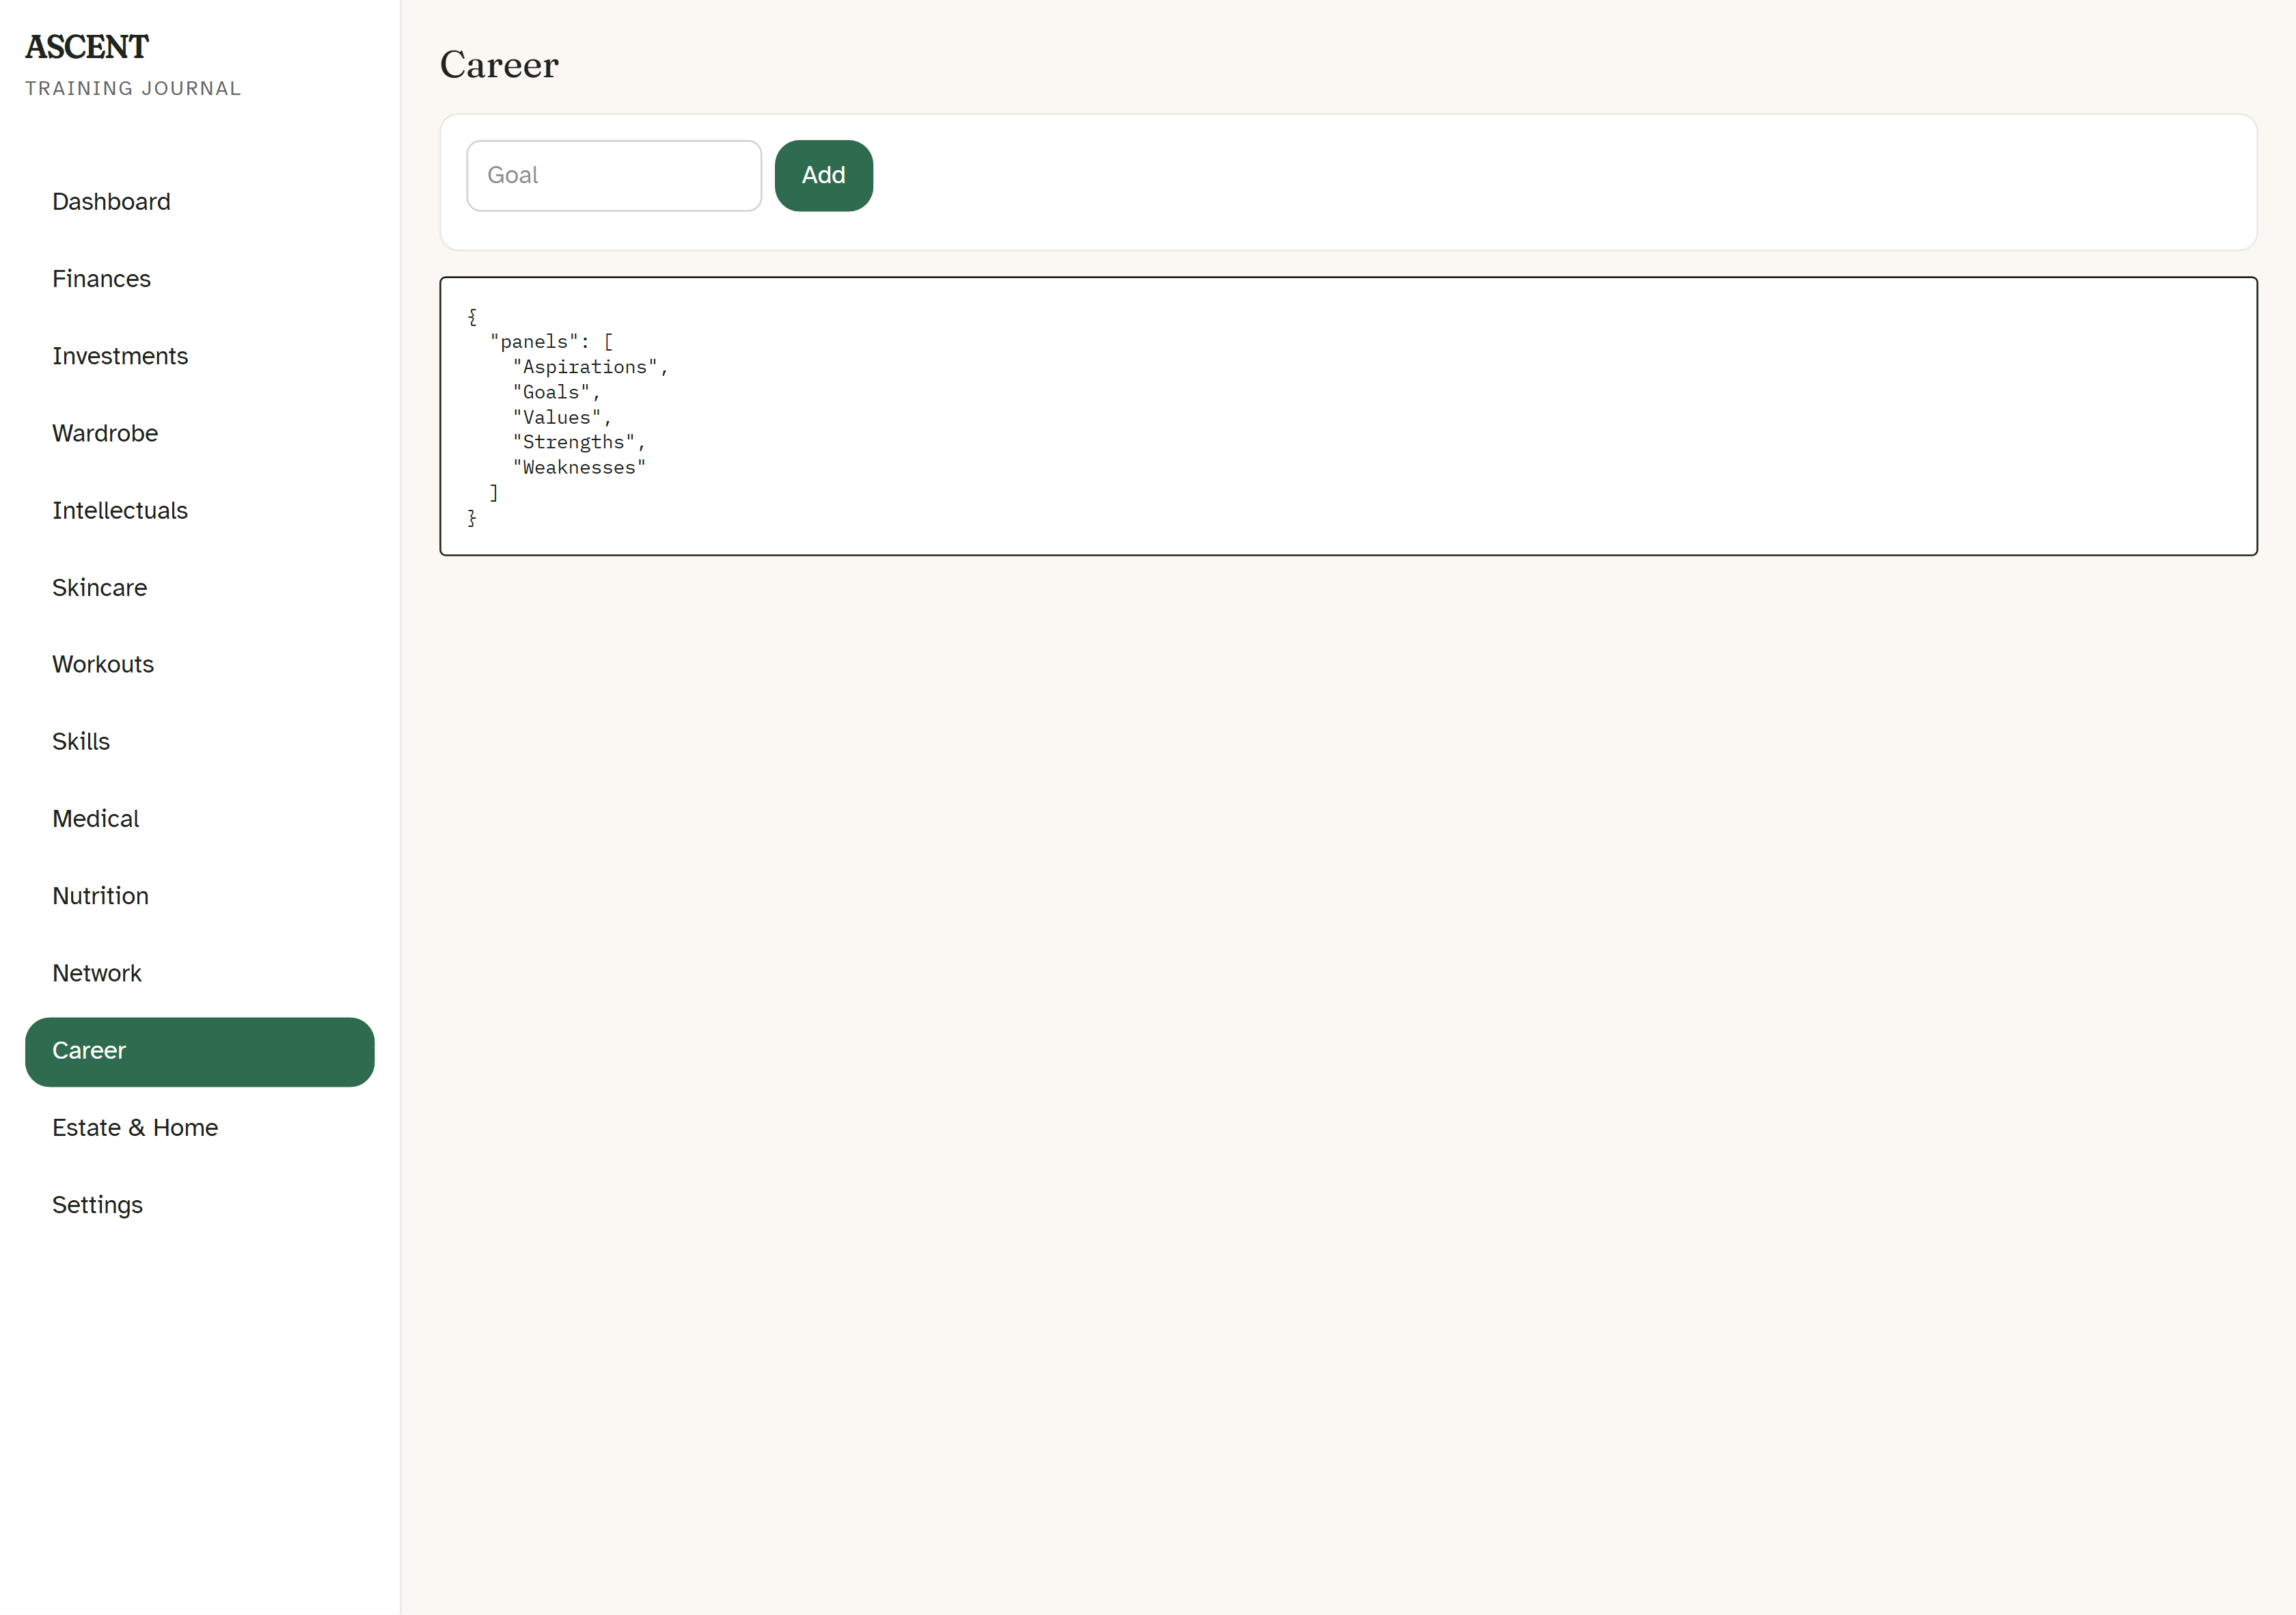 ASCENT
TRAINING JOURNAL
Dashboard
Finances
Investments
Wardrobe
Intellectuals
Skincare
Workouts
Skills
Medical
Nutrition
Network
Career
Estate & Home
Settings
Career
Goal
Add
{
  "panels": [
    "Aspirations",
    "Goals",
    "Values",
    "Strengths",
    "Weaknesses"
  ]
}